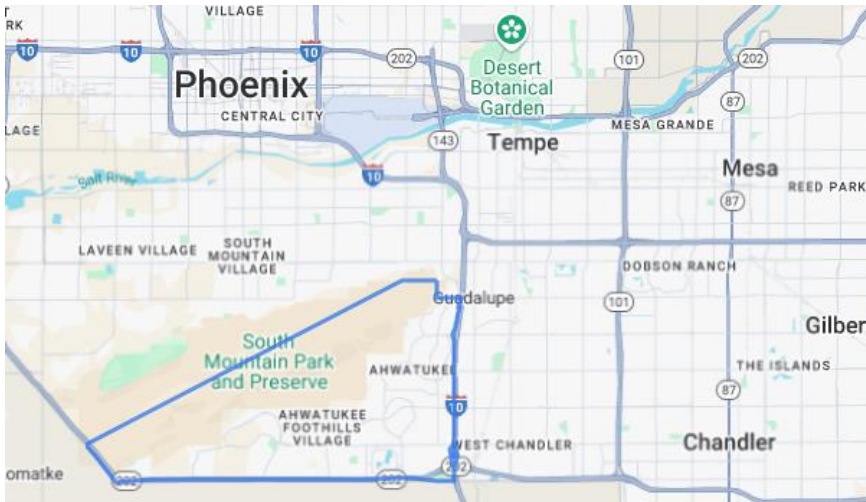 VILLAGE
VILLAGE
RK
10
10
202
Desert
Botanical
Garden
101
202
Phoenix
CENTRAL CITY
87
LAGE
MESA GRANDE
143
Tempe
Mesa
10
Salt River
REED PARK
87
LAVEEN VILLAGE
SOUTH
MOUNTAIN
VILLAGE
DOBSON RANCH
Guadalupe
101
Gilber
South
Mountain Park
and Preserve
AHWATUKEE
THE ISLANDS
87
10
AHWATUKEE
FOOTHILLS
VILLAGE
WEST CHANDLER
Chandler
omatke
202
202
202